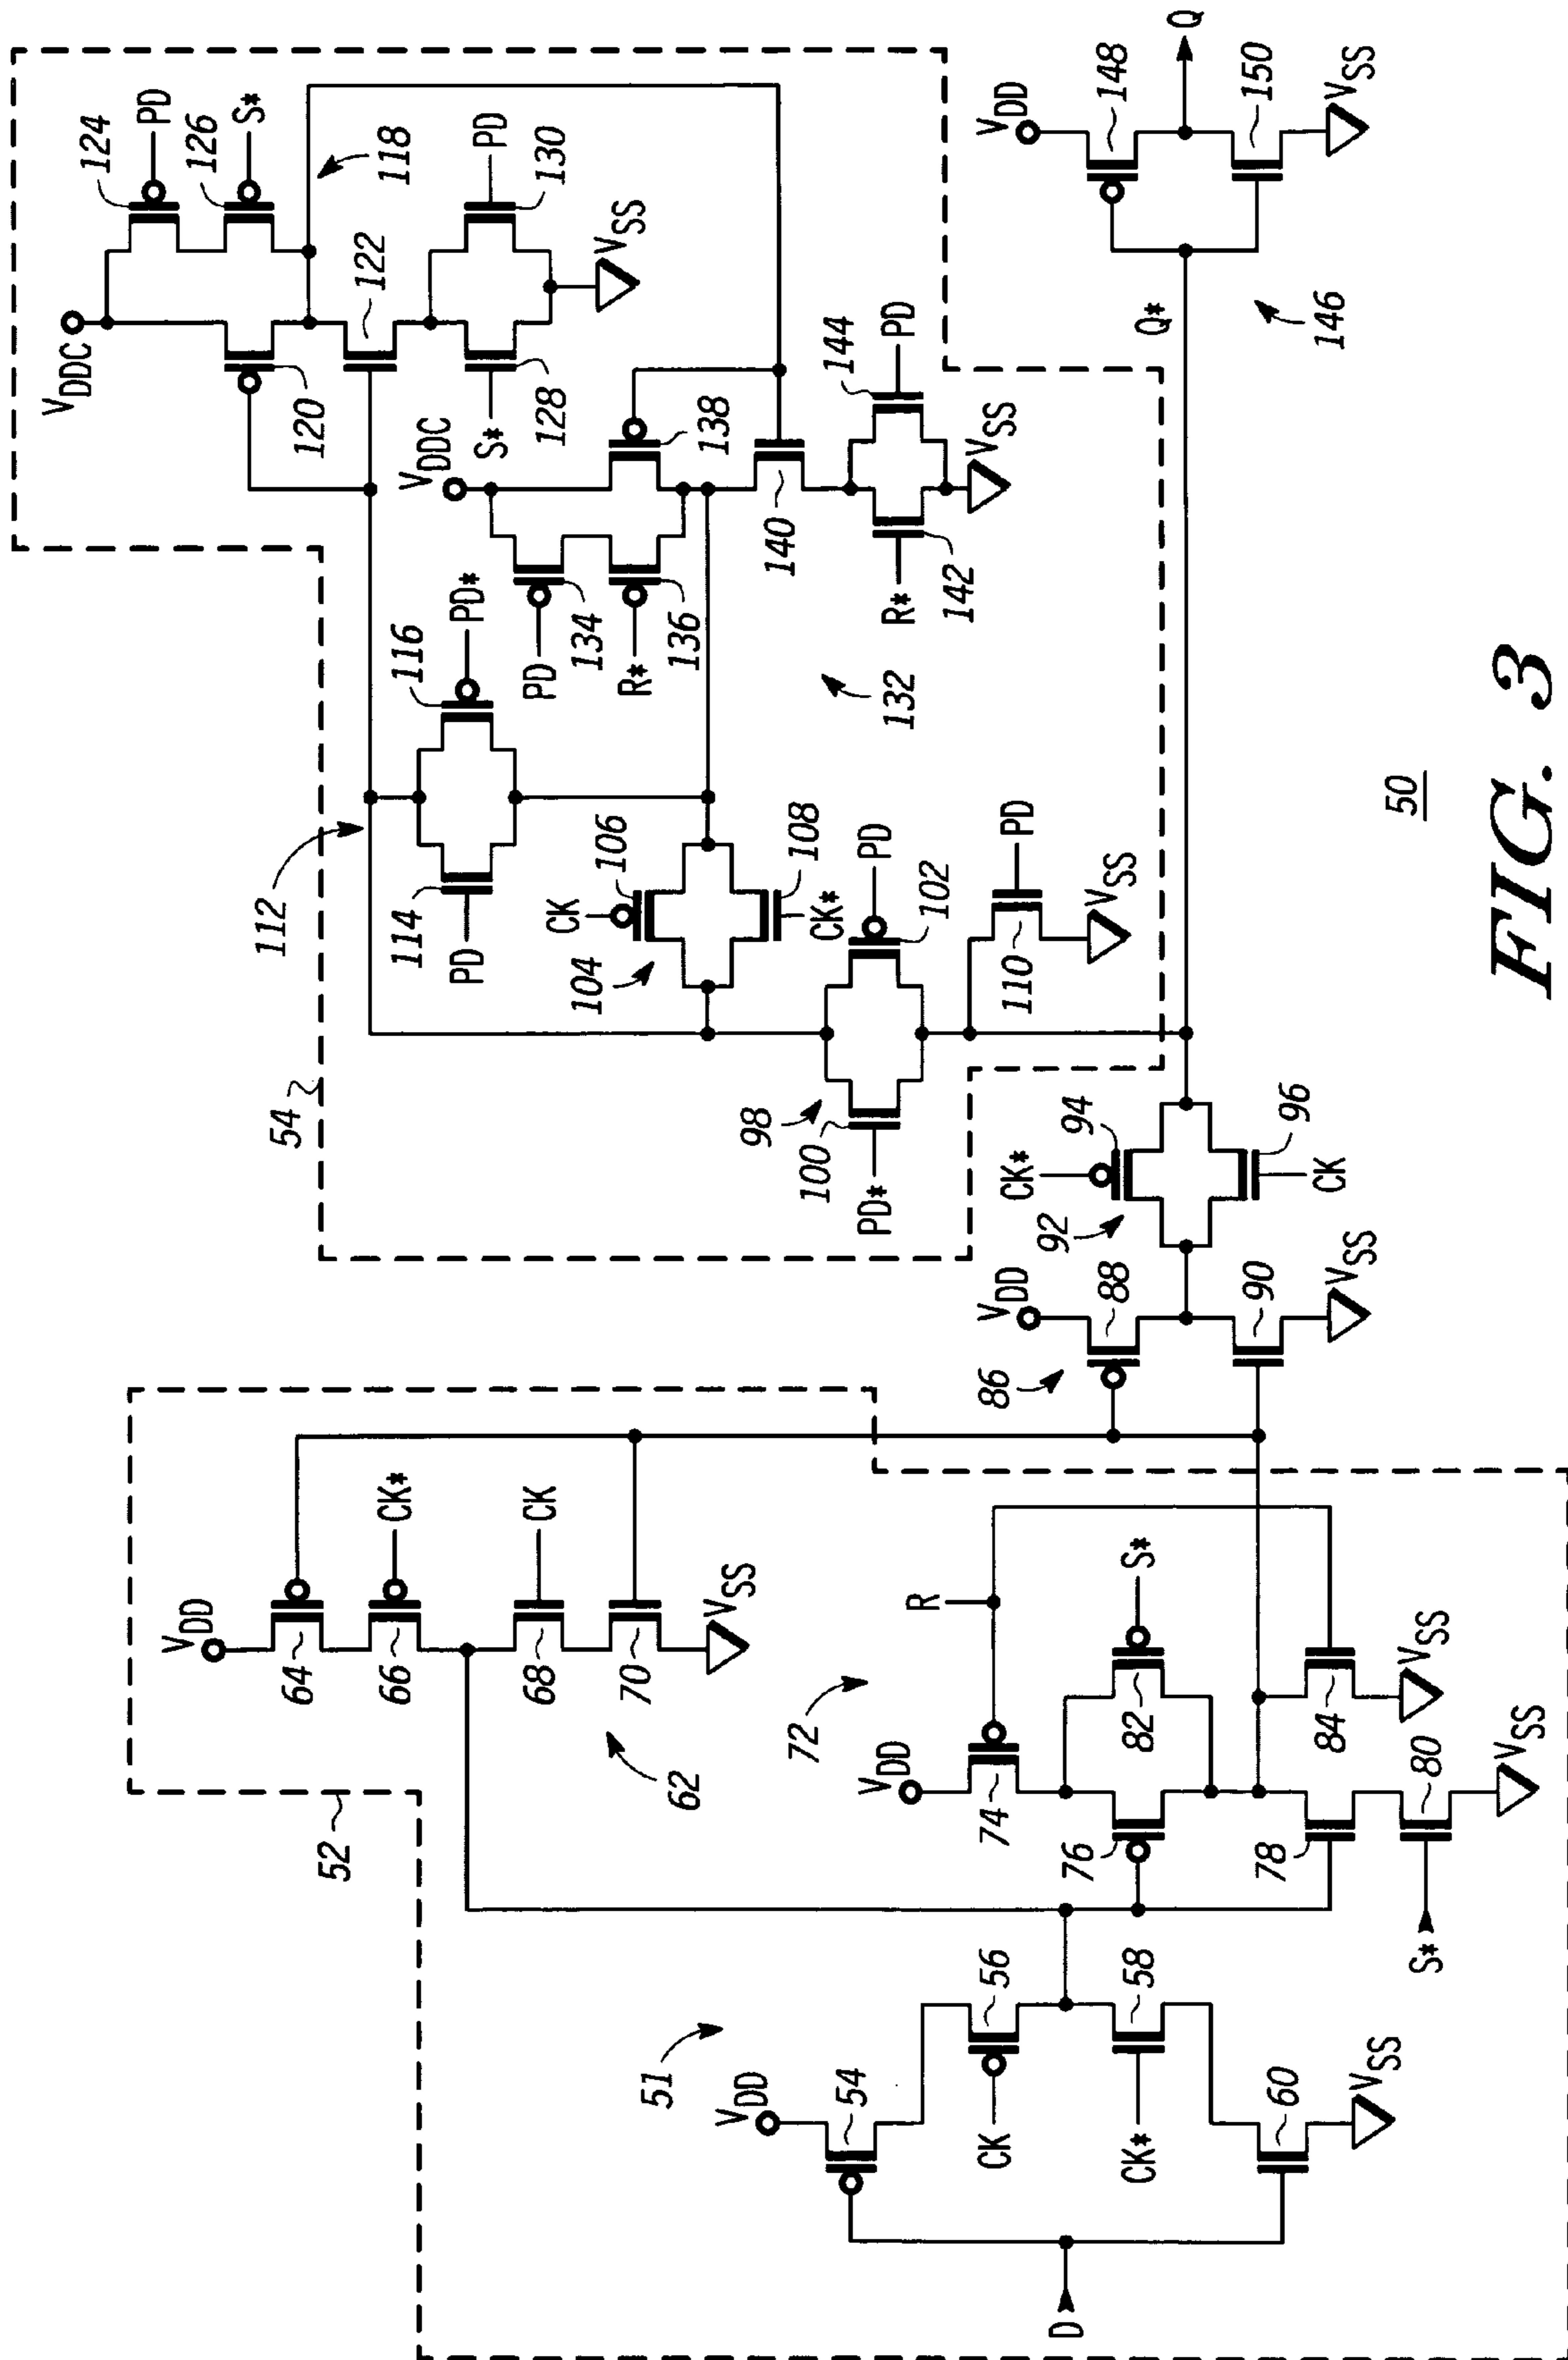 52
V_DD
64
66
CK*
68
CK
70
V_SS
62
51
V_DD
54
CK
56
CK*
58
60
V_SS
D
72
V_DD
R
74
76
82
S*
78
84
V_SS
80
S*
V_SS
86
V_DD
88
90
V_SS
92
CK*
94
96
CK
54
112
114
PD
116
PD*
104
CK
106
108
CK*
98
100
PD*
PD
102
110
PD
V_SS
V_DDC
124
PD
126
S*
120
122
118
S*
128
PD
130
V_SS
V_DDC
PD
134
R*
136
138
132
140
R*
142
144
PD
V_SS
Q*
146
V_DD
148
Q
150
V_SS
50
FIG. 3